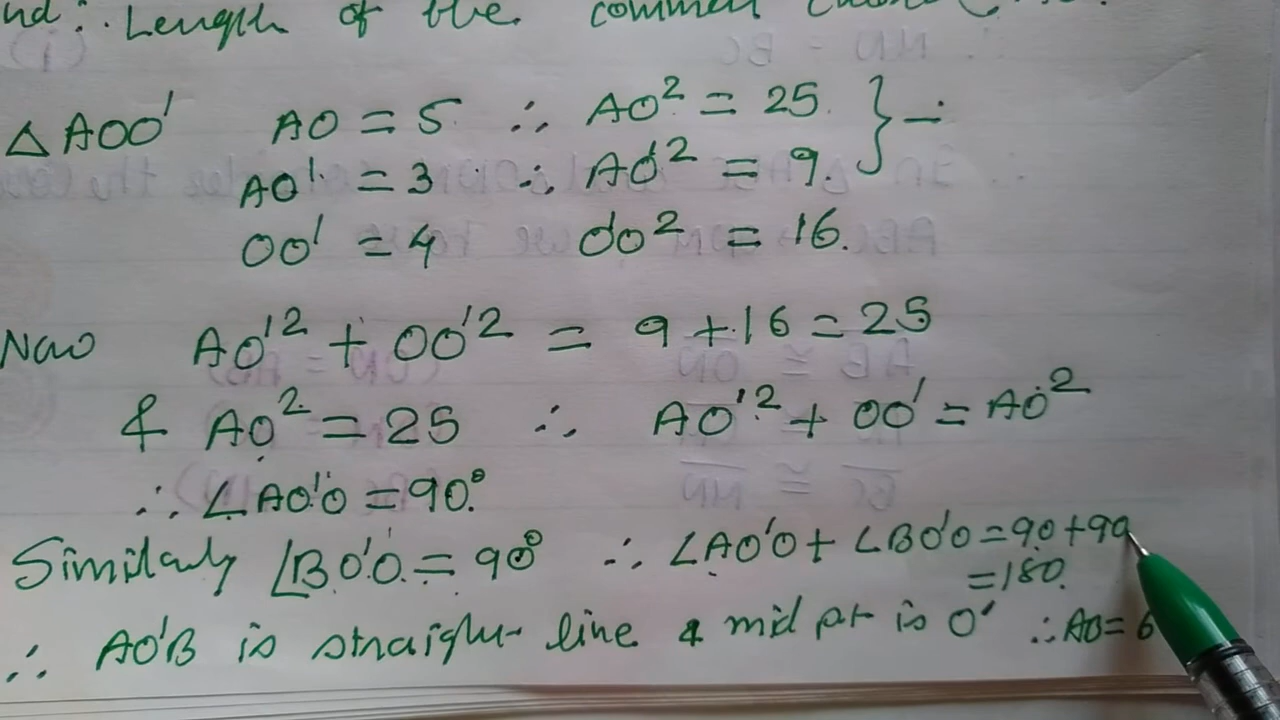 nd : Length of the common chord
△AOO' AO = 5 ∴ AO² = 25. } —
AO' = 3 ∴ AO'² = 9.
OO' = 4 OO'² = 16.
Now AO'² + OO'² = 9 + 16 = 25
& AO² = 25 ∴ AO'² + OO' = AO²
∴ ∠AO'O = 90°
Similarly ∠BO'O = 90° ∴ ∠AO'O + ∠BO'O = 90 + 90
= 180.
∴ AO'B is straight line & mid pt is O' ∴ AB = 6